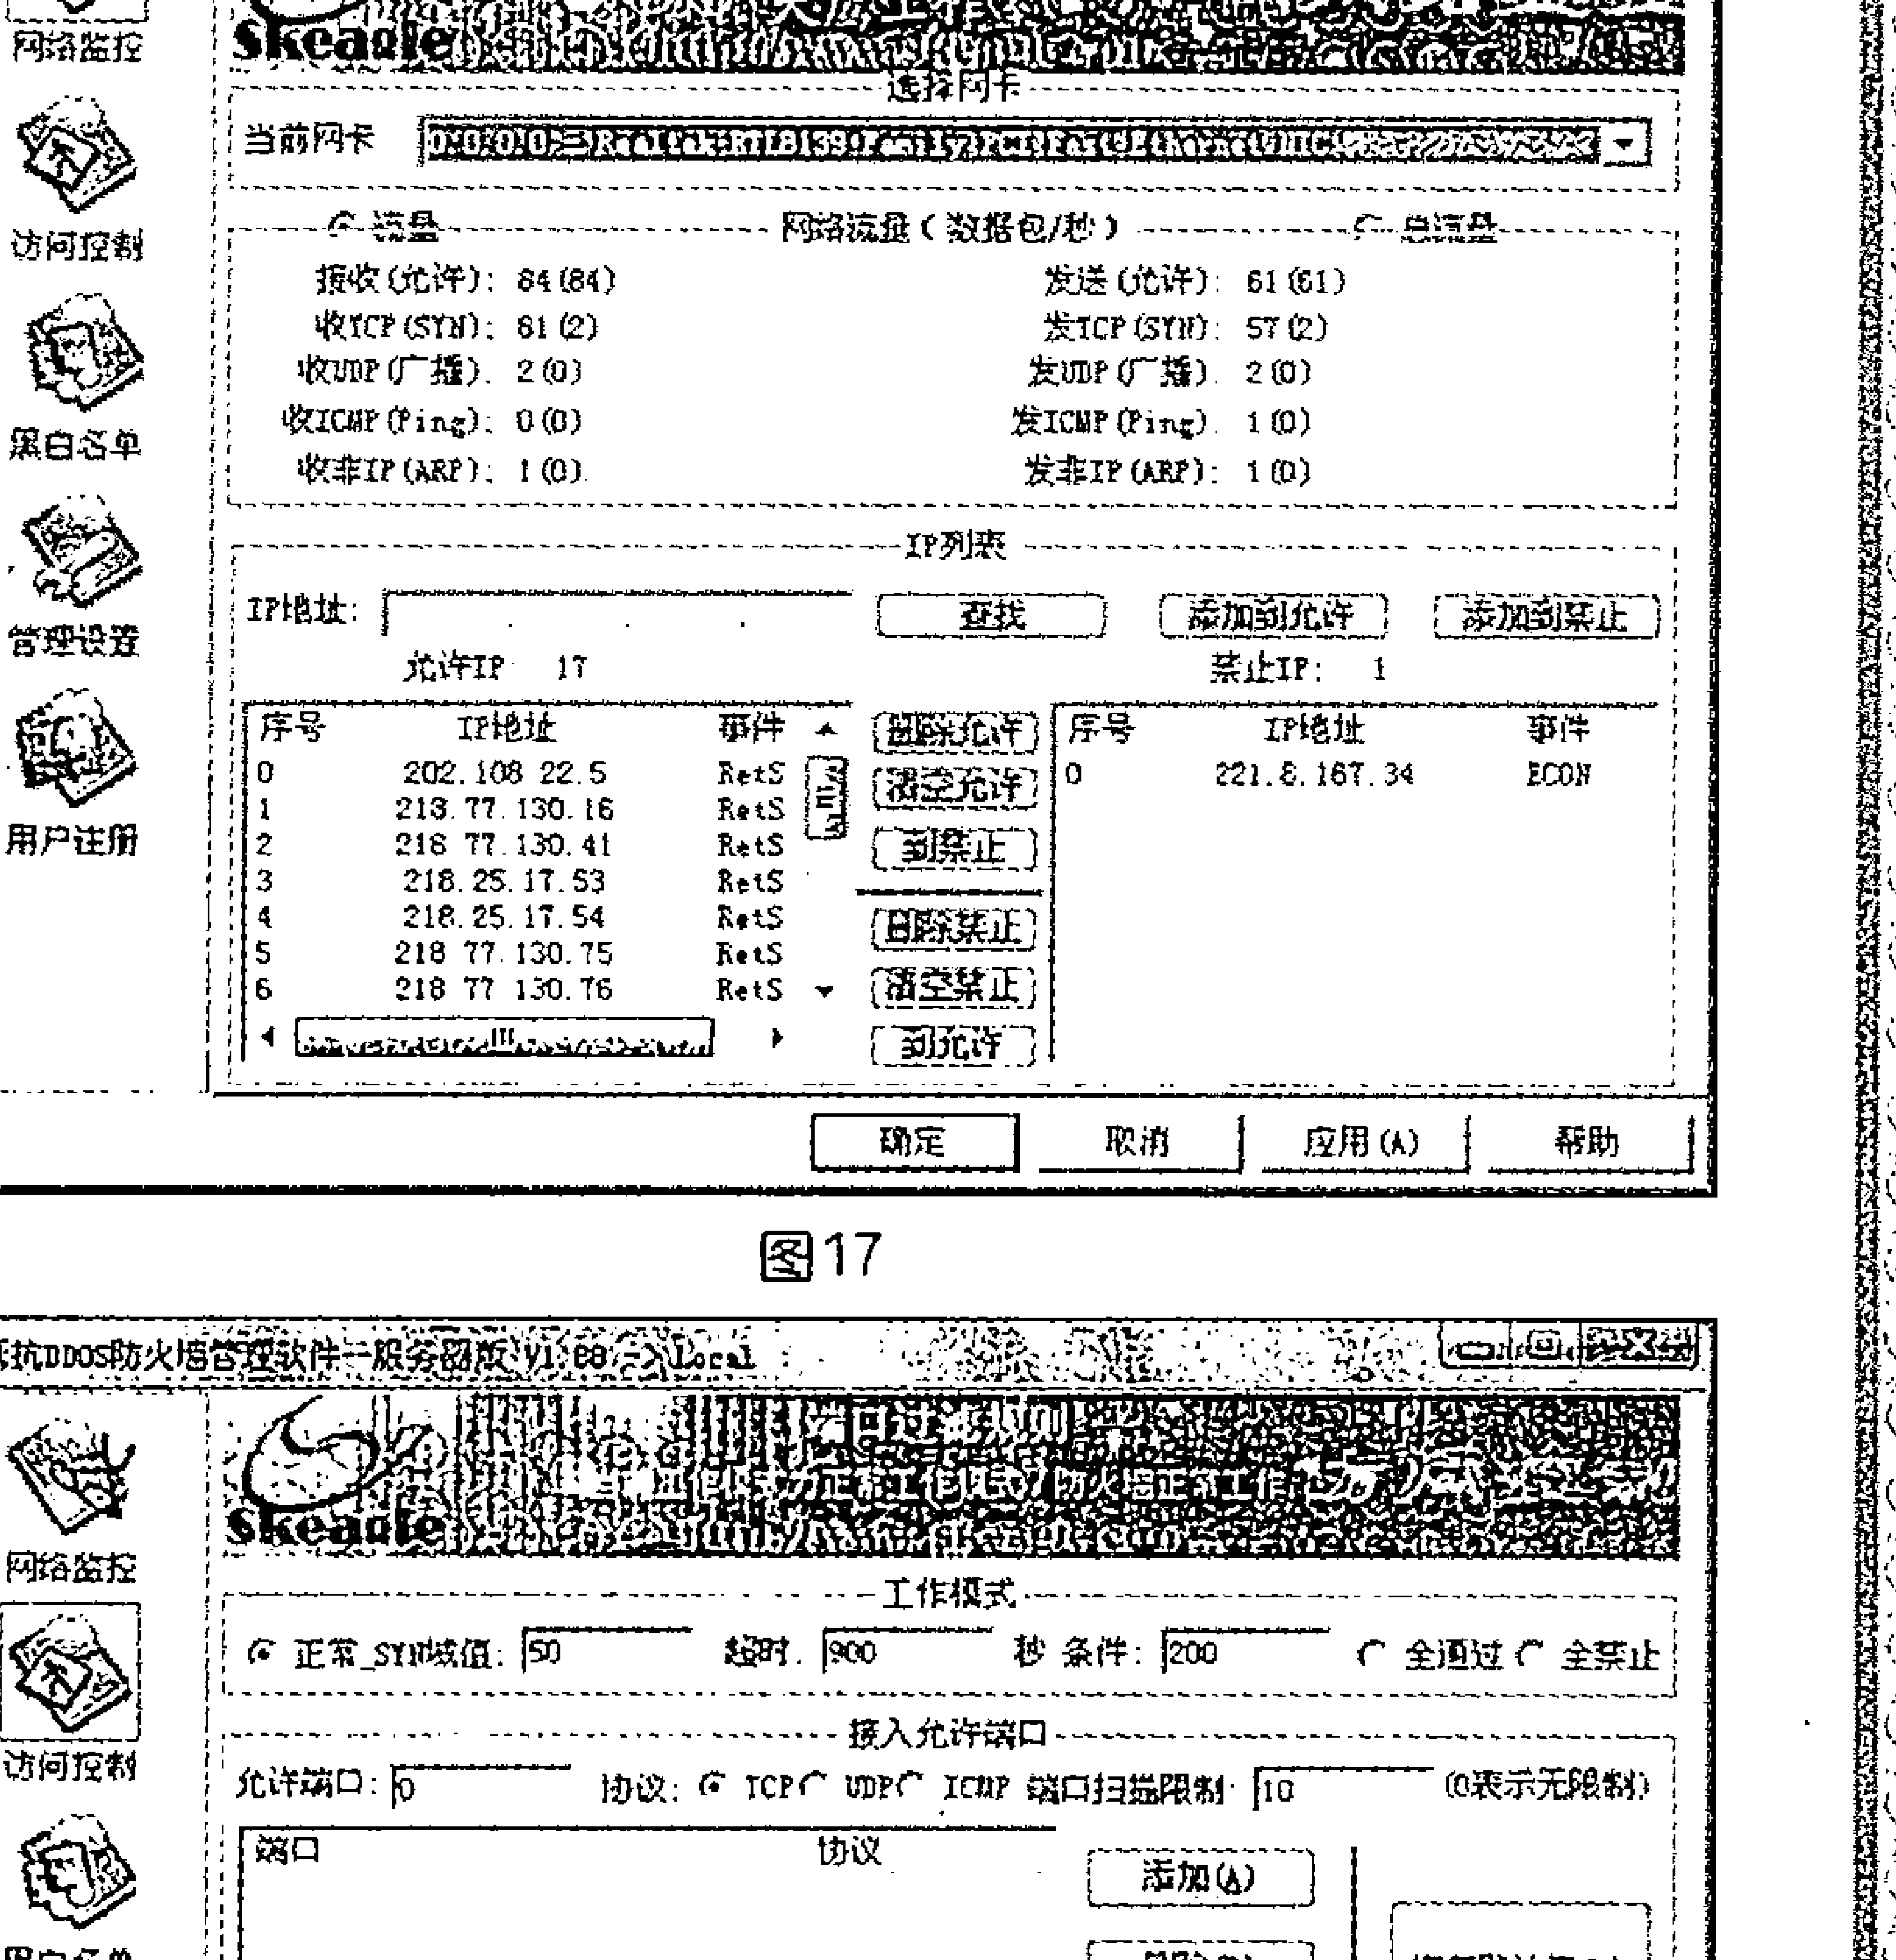 网络监控
Skeagle
选择网卡
当前网卡
访问控制
流量 网络流量(数据包/秒) 总流量
接收(允许): 84(84) 发送(允许): 61(61)
收TCP(SYN): 81(2) 发TCP(SYN): 57(2)
收UDP(广播): 2(0) 发UDP(广播): 2(0)
收ICMP(Ping): 0(0) 发ICMP(Ping): 1(0)
收非IP(ARP): 1(0) 发非IP(ARP): 1(0)
黑白名单
IP列表
IP地址: 查找 添加到允许 添加到禁止
管理设置
允许IP 17 禁止IP: 1
序号 IP地址 事件 删除允许 序号 IP地址 事件
0 202.108 22.5 RetS 清空允许 0 221.8.167.34 ECON
1 218.77.130.16 RetS
2 218 77.130.41 RetS 到禁止
用户注册
3 218.25.17.53 RetS
4 218.25.17.54 RetS 删除禁止
5 218 77.130.75 RetS
6 218 77 130.76 RetS 清空禁止
到允许
确定 取消 应用(A) 帮助
图17
抗DDOS防火墙管理软件-服务器版 V1.88 -> Local
Skeagle
网络监控
工作模式
正常_SYN域值: 50 超时: 900 秒 条件: 200 全通过 全禁止
接入允许端口
访问控制
允许端口: 0 协议: TCP UDP ICMP 端口扫描限制: 10 (0表示无限制)
端口 协议
添加(A)